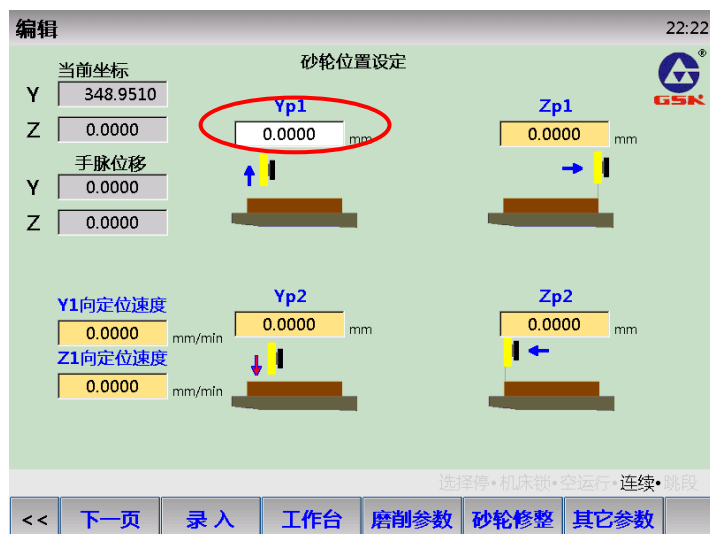 编辑 22:22
砂轮位置设定
®
GSK
当前坐标
Y 348.9510
Z 0.0000
手脉位移
Y 0.0000
Z 0.0000
Yp1
0.0000 mm
Zp1
0.0000 mm
Y1向定位速度
0.0000 mm/min
Z1向定位速度
0.0000 mm/min
Yp2
0.0000 mm
Zp2
0.0000 mm
选择停•机床锁•空运行•连续•跳段
<< 下一页 录入 工作台 磨削参数 砂轮修整 其它参数